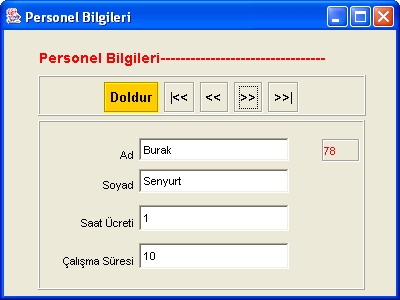 Personel Bilgileri
Personel Bilgileri---------------------------------
Doldur |<< << >> >>|
Ad Burak 78
Soyad Senyurt
Saat Ücreti 1
Çalışma Süresi 10